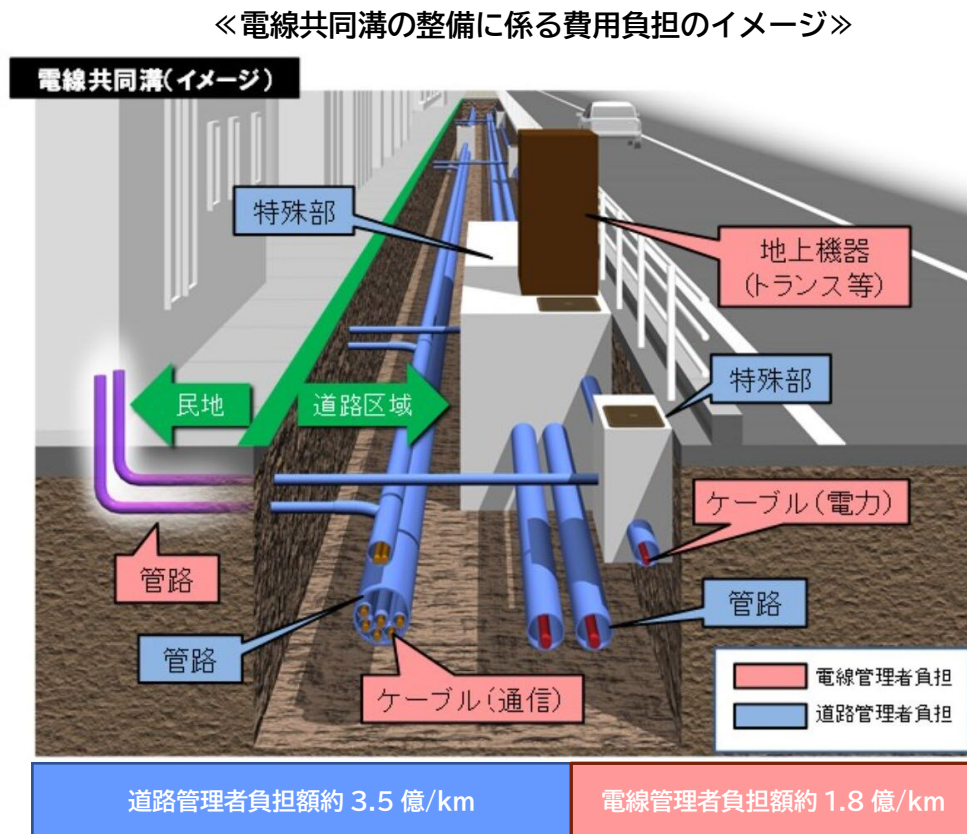 ≪電線共同溝の整備に係る費用負担のイメージ≫
電線共同溝(イメージ)
特殊部
地上機器
(トランス等)
特殊部
民地
道路区域
ケーブル(電力)
管路
管路
管路
ケーブル(通信)
電線管理者負担
道路管理者負担
道路管理者負担額約 3.5 億/km
電線管理者負担額約 1.8 億/km